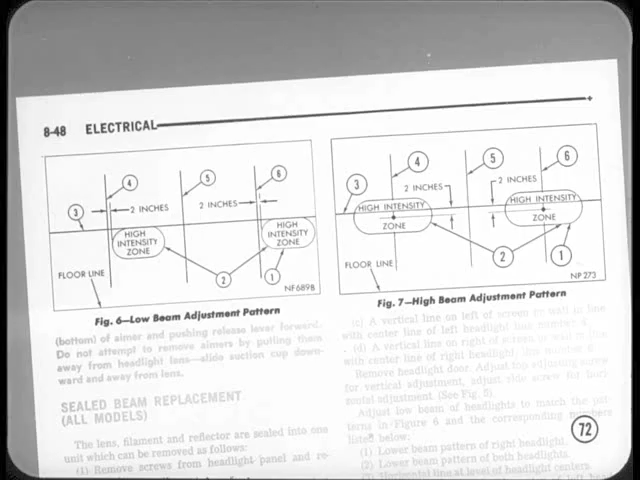 8-48 ELECTRICAL
4
5
6
3
2 INCHES
2 INCHES
HIGH
INTENSITY
ZONE
HIGH
INTENSITY
ZONE
FLOOR LINE
2
1
NF6898
Fig. 6—Low Beam Adjustment Pattern
(bottom) of aimer and pushing release lever forward.
Do not attempt to remove aimers by pulling them
away from headlight lens—slide suction cup down-
ward and away from lens.
SEALED BEAM REPLACEMENT
(ALL MODELS)
The lens, filament and reflector are sealed into one
unit which can be removed as follows:
(1) Remove screws from headlight panel and re-
4
5
6
3
2 INCHES
2 INCHES
HIGH INTENSITY
ZONE
HIGH INTENSITY
ZONE
FLOOR LINE
2
1
NP273
Fig. 7—High Beam Adjustment Pattern
(c) A vertical line on left of screen or wall in line
with center line of left headlight line number 4.
(d) A vertical line on right of screen or wall in line
with center line of right headlight, line number 6.
Remove headlight door. Adjust top adjusting screw
for vertical adjustment, adjust side screw for hori-
zontal adjustment. (See Fig. 5).
Adjust low beam of headlights to match the pat-
terns in Figure 6 and the corresponding numbers
listed below:
(1) Lower beam pattern of right headlight.
(2) Lower beam pattern of both headlights.
(3) Horizontal line at level of headlight centers.
72